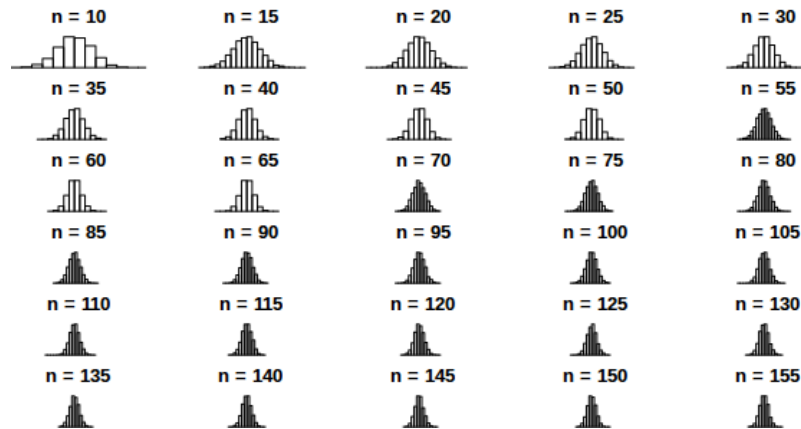 n = 10 n = 15 n = 20 n = 25 n = 30
n = 35 n = 40 n = 45 n = 50 n = 55
n = 60 n = 65 n = 70 n = 75 n = 80
n = 85 n = 90 n = 95 n = 100 n = 105
n = 110 n = 115 n = 120 n = 125 n = 130
n = 135 n = 140 n = 145 n = 150 n = 155